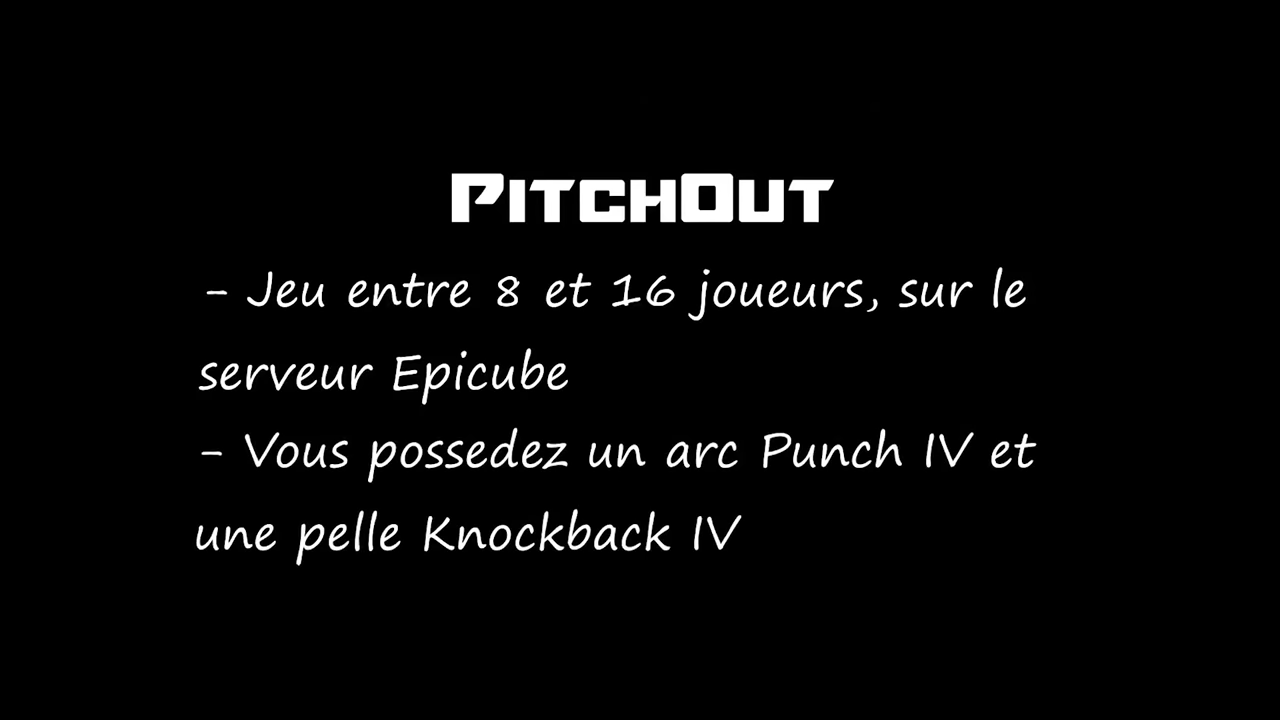 PitchOut
- Jeu entre 8 et 16 joueurs, sur le
serveur Epicube
- Vous possedez un arc Punch IV et
une pelle Knockback IV